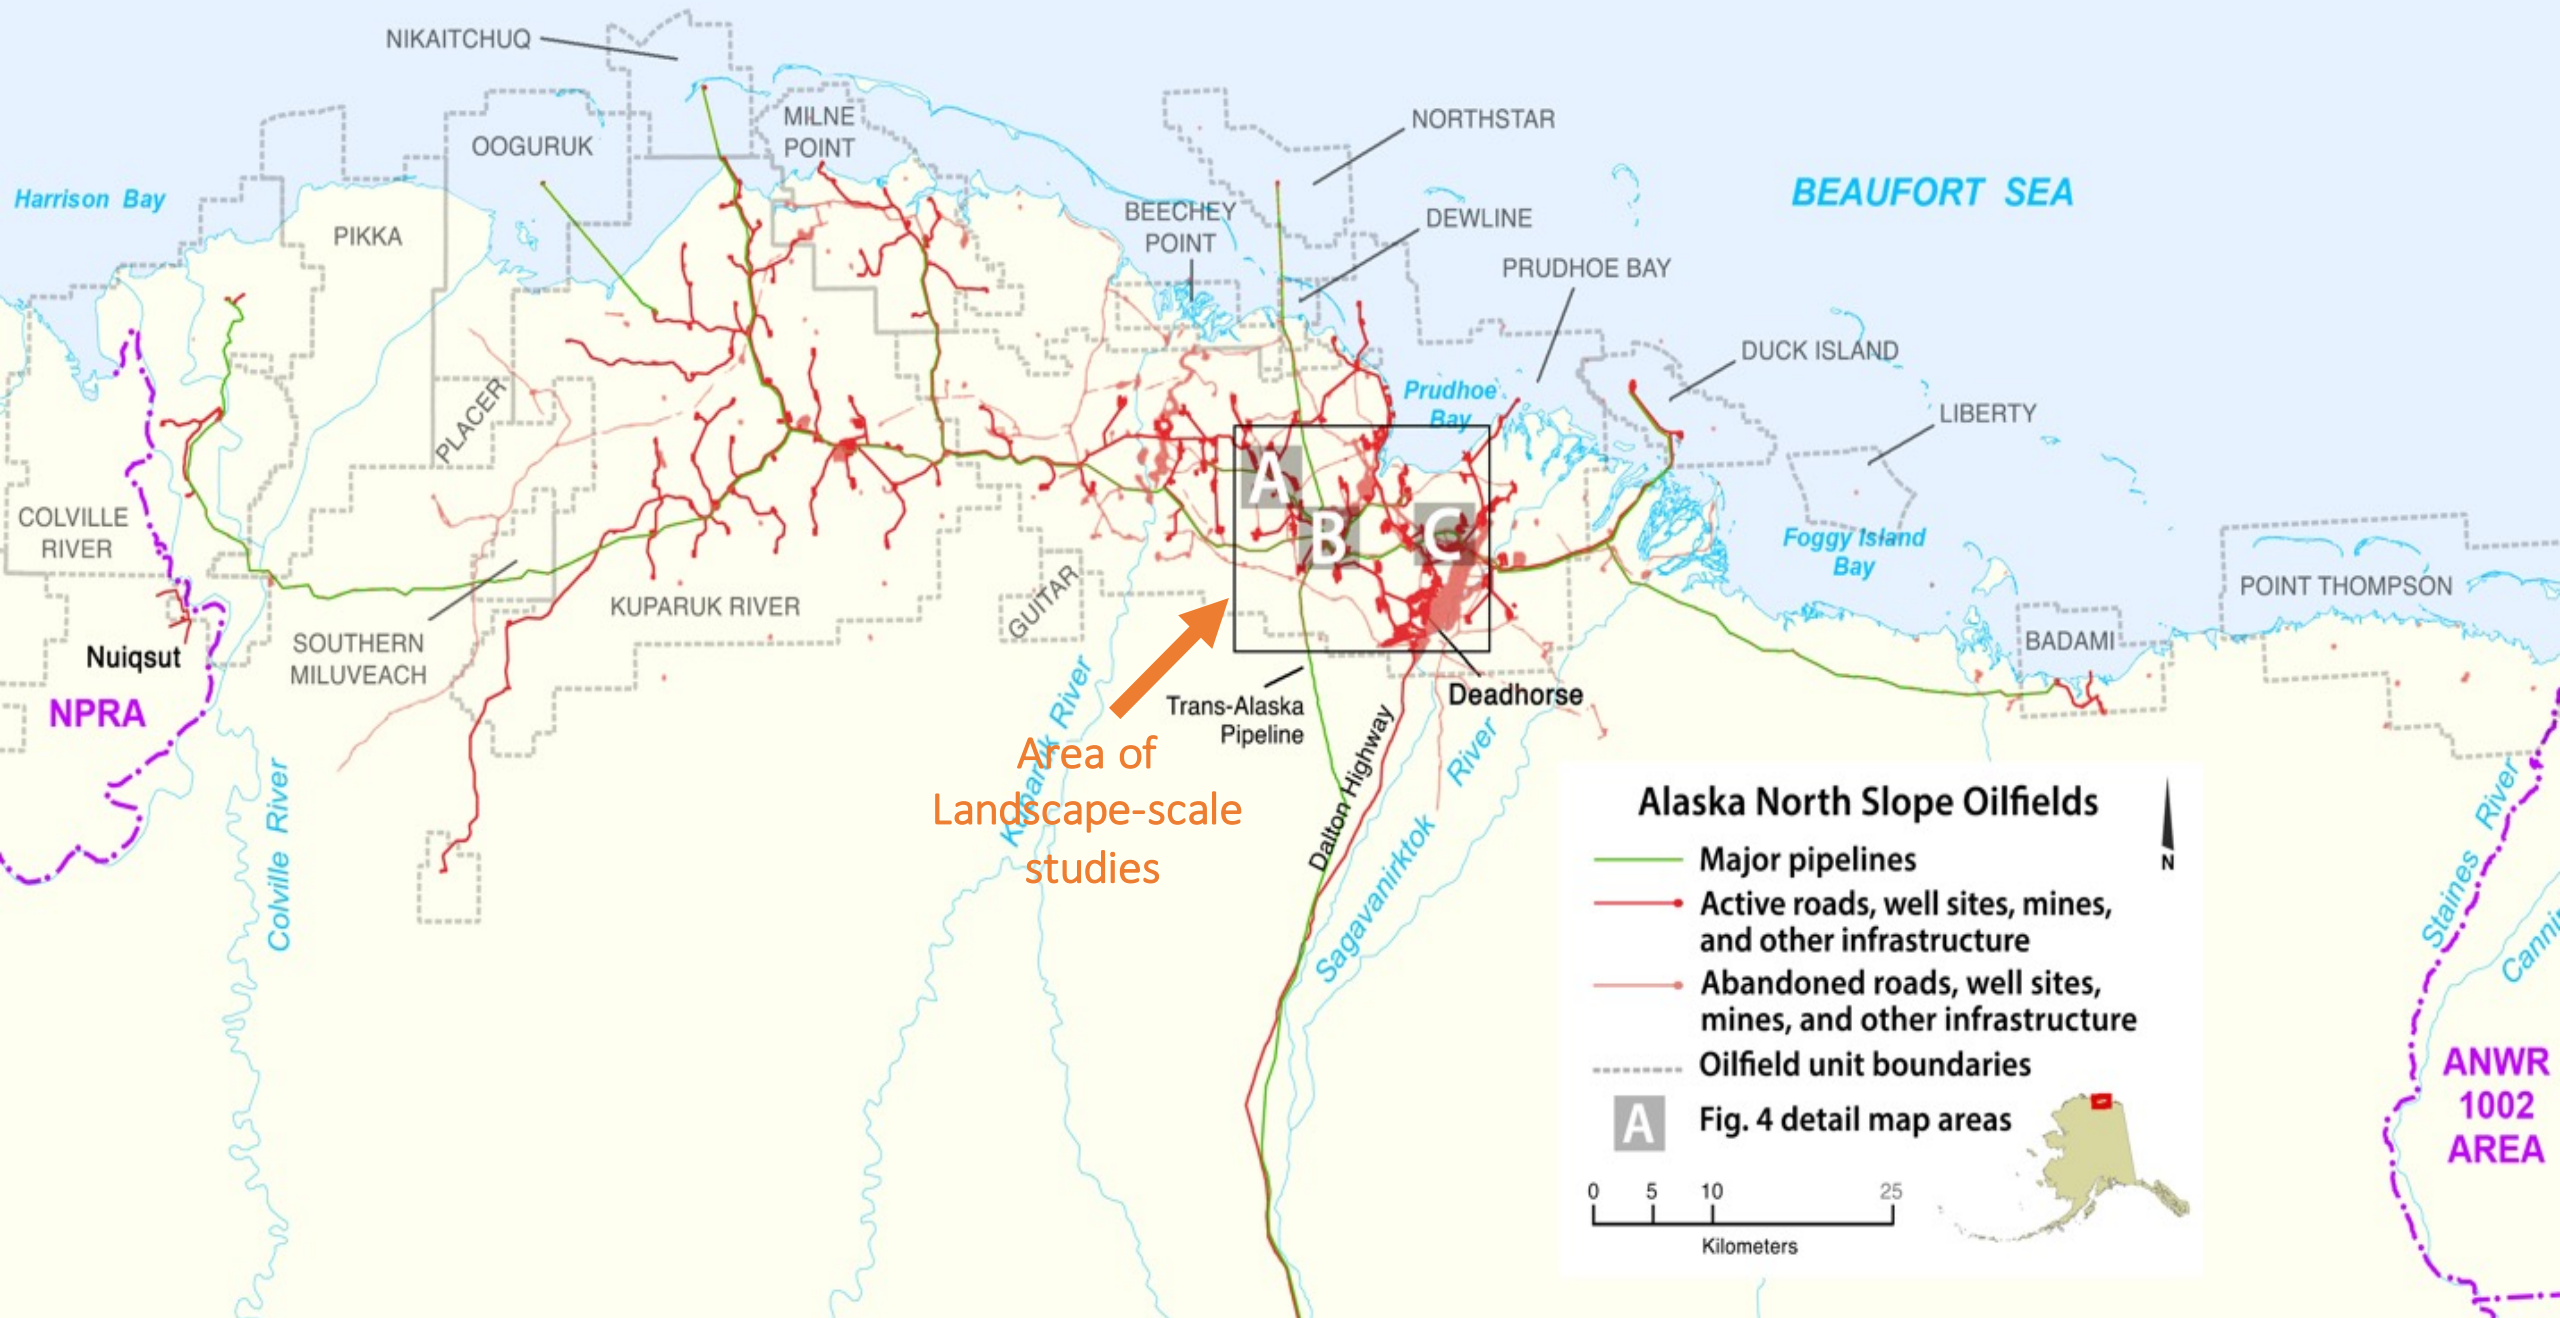 NIKAITCHUQ
OOGURUK
MILNE
POINT
NORTHSTAR
Harrison Bay
BEAUFORT SEA
PIKKA
BEECHEY
POINT
DEWLINE
PRUDHOE BAY
DUCK ISLAND
Prudhoe
Bay
PLACER
LIBERTY
A
B
C
COLVILLE
RIVER
Foggy Island
Bay
POINT THOMPSON
KUPARUK RIVER
GUITAR
SOUTHERN
MILUVEACH
BADAMI
Nuiqsut
NPRA
Trans-Alaska
Pipeline
Deadhorse
Colville River
Kuparuk River
Area of
Landscape-scale
studies
Dalton Highway
Sagavanirktok River
Staines River
ANWR
1002
AREA
Alaska North Slope Oilfields
N
Major pipelines
Active roads, well sites, mines,
and other infrastructure
Abandoned roads, well sites,
mines, and other infrastructure
Oilfield unit boundaries
A Fig. 4 detail map areas
0 5 10 25
Kilometers